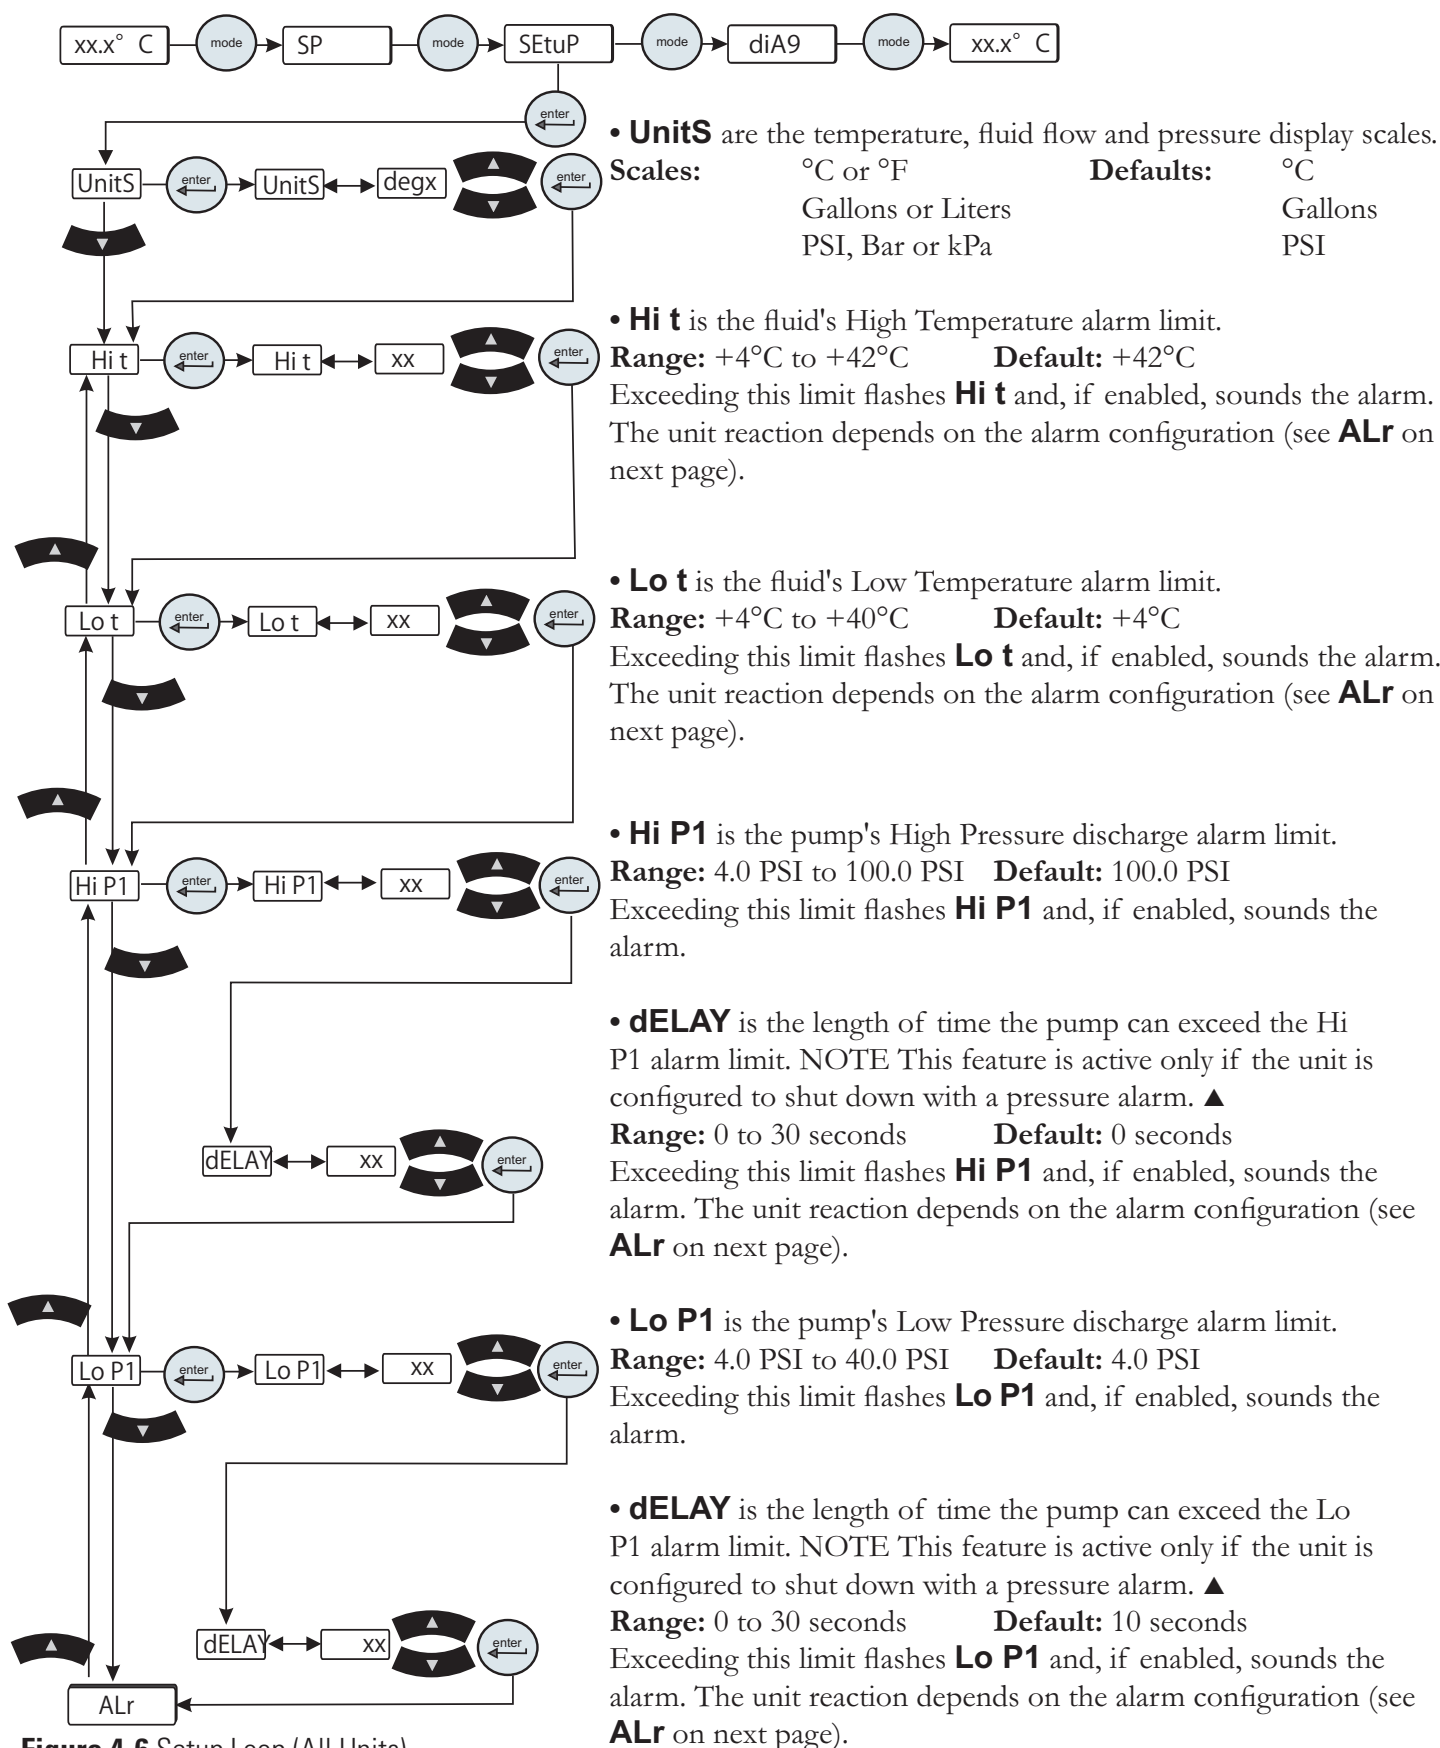 xx.x° C mode SP mode SEtuP mode diA9 mode xx.x° C
enter
UnitS enter UnitS degx enter
• UnitS are the temperature, fluid flow and pressure display scales.
Scales: °C or °F Defaults: °C
Gallons or Liters Gallons
PSI, Bar or kPa PSI
Hi t enter Hi t xx enter
• Hi t is the fluid's High Temperature alarm limit.
Range: +4°C to +42°C Default: +42°C
Exceeding this limit flashes Hi t and, if enabled, sounds the alarm.
The unit reaction depends on the alarm configuration (see ALr on
next page).
Lo t enter Lo t xx enter
• Lo t is the fluid's Low Temperature alarm limit.
Range: +4°C to +40°C Default: +4°C
Exceeding this limit flashes Lo t and, if enabled, sounds the alarm.
The unit reaction depends on the alarm configuration (see ALr on
next page).
Hi P1 enter Hi P1 xx enter
• Hi P1 is the pump's High Pressure discharge alarm limit.
Range: 4.0 PSI to 100.0 PSI Default: 100.0 PSI
Exceeding this limit flashes Hi P1 and, if enabled, sounds the
alarm.
dELAY xx enter
• dELAY is the length of time the pump can exceed the Hi
P1 alarm limit. NOTE This feature is active only if the unit is
configured to shut down with a pressure alarm. ▲
Range: 0 to 30 seconds Default: 0 seconds
Exceeding this limit flashes Hi P1 and, if enabled, sounds the
alarm. The unit reaction depends on the alarm configuration (see
ALr on next page).
Lo P1 enter Lo P1 xx enter
• Lo P1 is the pump's Low Pressure discharge alarm limit.
Range: 4.0 PSI to 40.0 PSI Default: 4.0 PSI
Exceeding this limit flashes Lo P1 and, if enabled, sounds the
alarm.
dELAY xx enter
• dELAY is the length of time the pump can exceed the Lo
P1 alarm limit. NOTE This feature is active only if the unit is
configured to shut down with a pressure alarm. ▲
Range: 0 to 30 seconds Default: 10 seconds
Exceeding this limit flashes Lo P1 and, if enabled, sounds the
alarm. The unit reaction depends on the alarm configuration (see
ALr on next page).
ALr
Figure 4-6 Setup Loop (All Units)